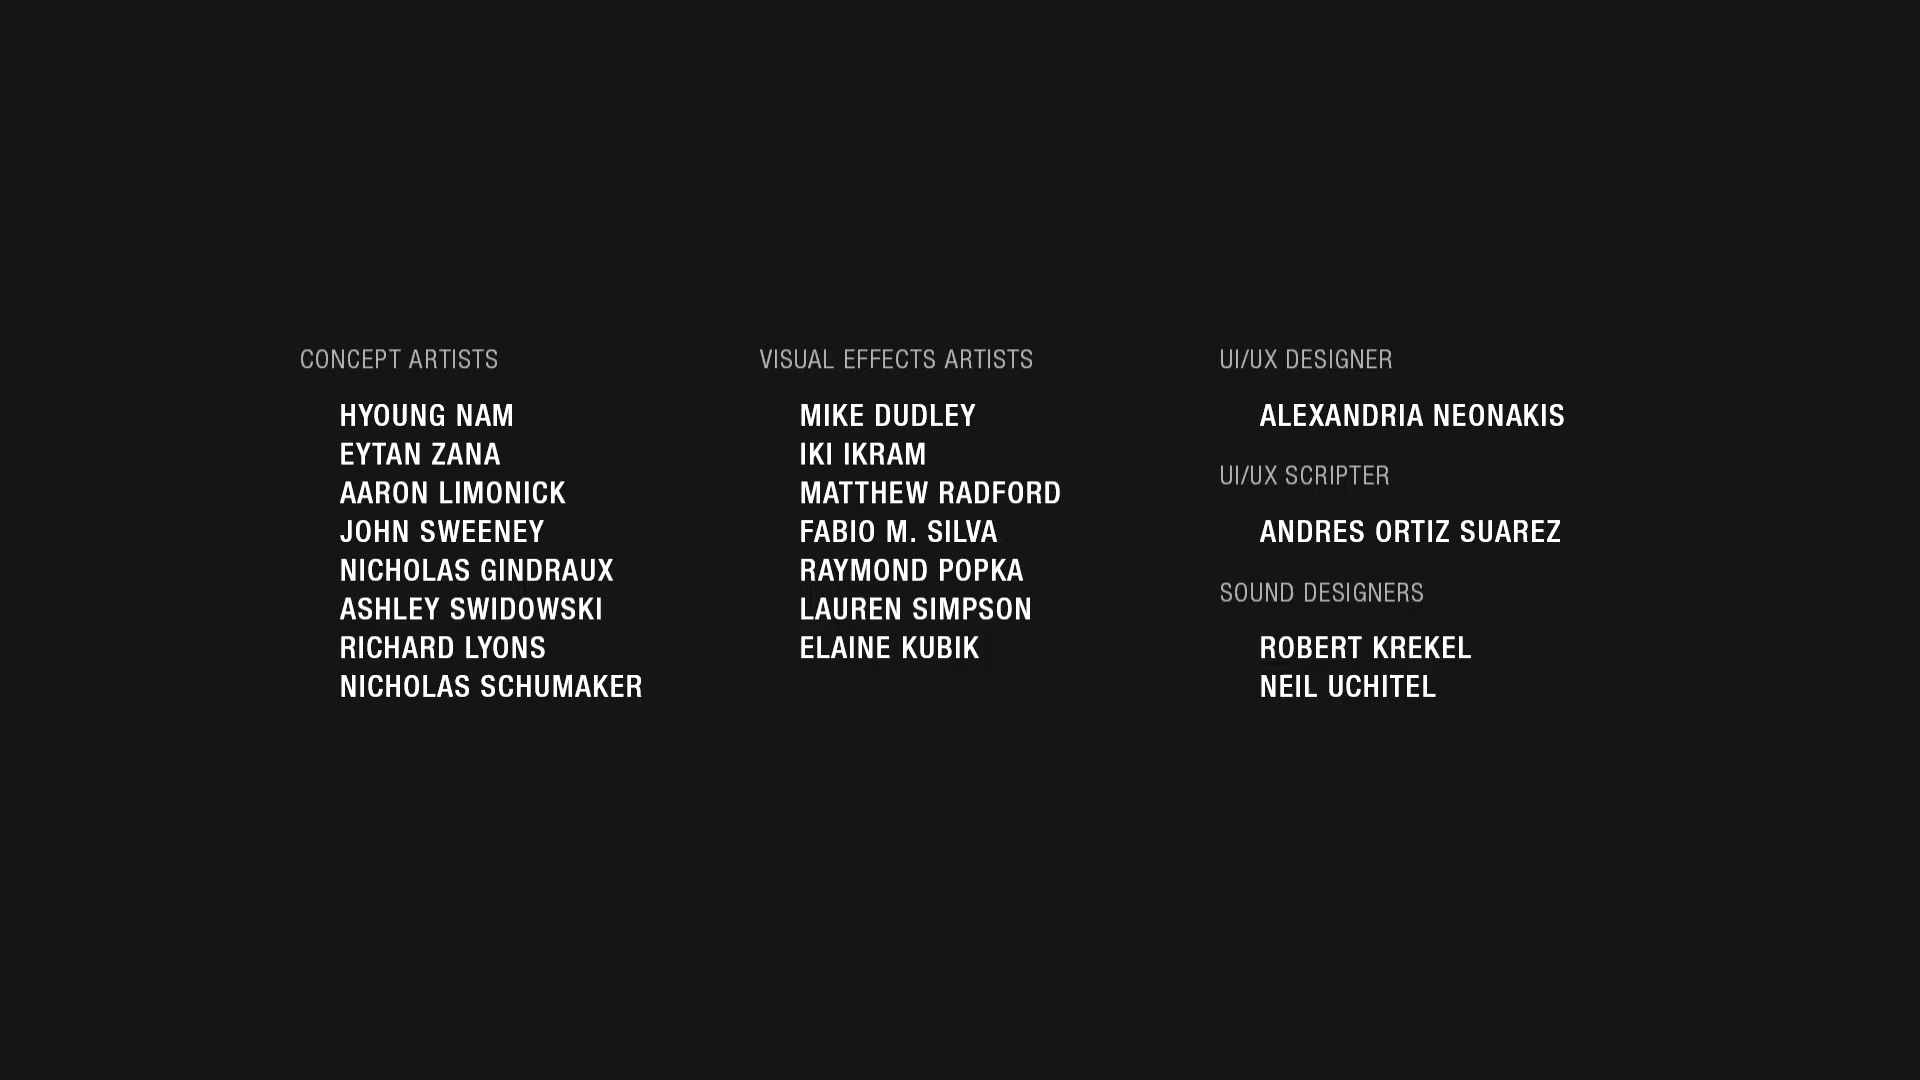 CONCEPT ARTISTS
HYOUNG NAM
EYTAN ZANA
AARON LIMONICK
JOHN SWEENEY
NICHOLAS GINDRAUX
ASHLEY SWIDOWSKI
RICHARD LYONS
NICHOLAS SCHUMAKER
VISUAL EFFECTS ARTISTS
MIKE DUDLEY
IKI IKRAM
MATTHEW RADFORD
FABIO M. SILVA
RAYMOND POPKA
LAUREN SIMPSON
ELAINE KUBIK
UI/UX DESIGNER
ALEXANDRIA NEONAKIS
UI/UX SCRIPTER
ANDRES ORTIZ SUAREZ
SOUND DESIGNERS
ROBERT KREKEL
NEIL UCHITEL